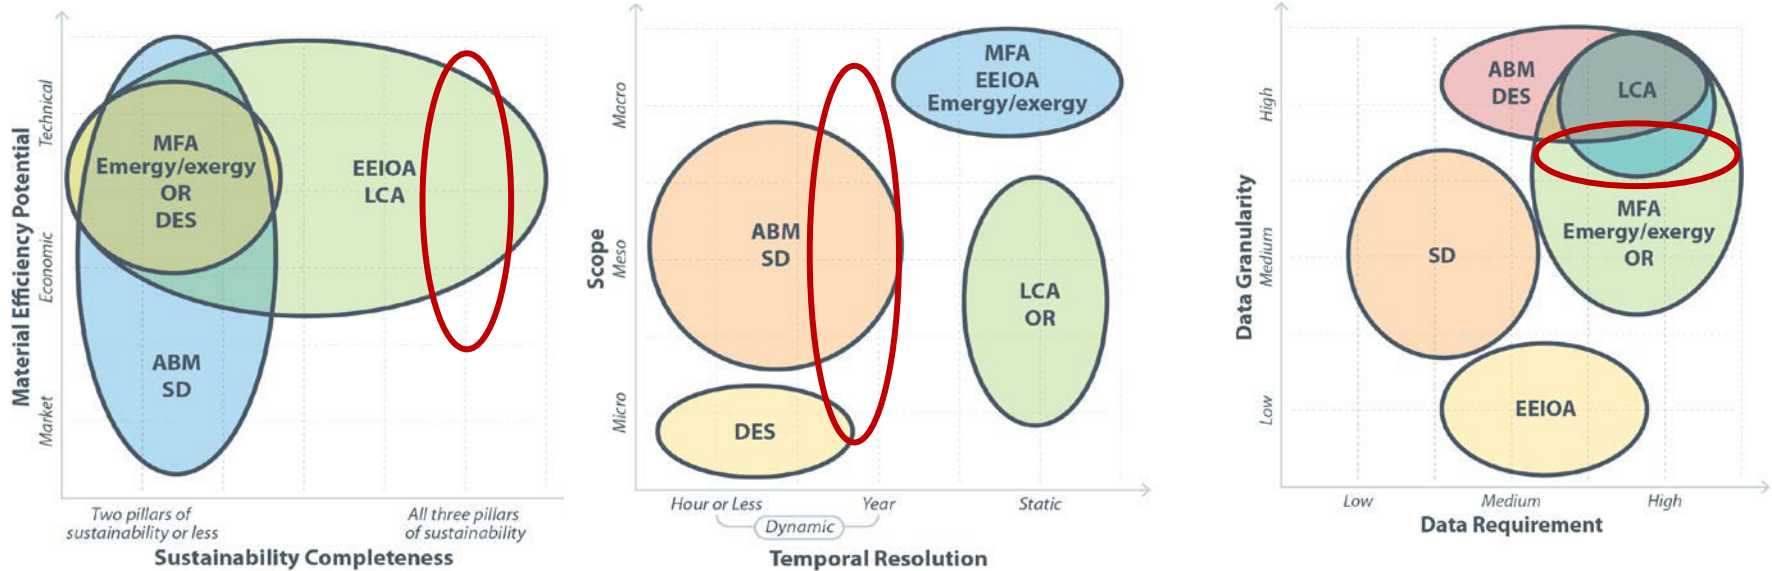 Material Efficiency Potential
Technical
Economic
Market
MFA
Emergy/exergy
OR
DES
EEIOA
LCA
ABM
SD
Two pillars of
sustainability or less
All three pillars
of sustainability
Sustainability Completeness
Scope
Macro
Meso
Micro
MFA
EEIOA
Emergy/exergy
ABM
SD
LCA
OR
DES
Hour or Less
Year
Static
Dynamic
Temporal Resolution
Data Granularity
High
Medium
Low
ABM
DES
LCA
MFA
Emergy/exergy
OR
SD
EEIOA
Low
Medium
High
Data Requirement